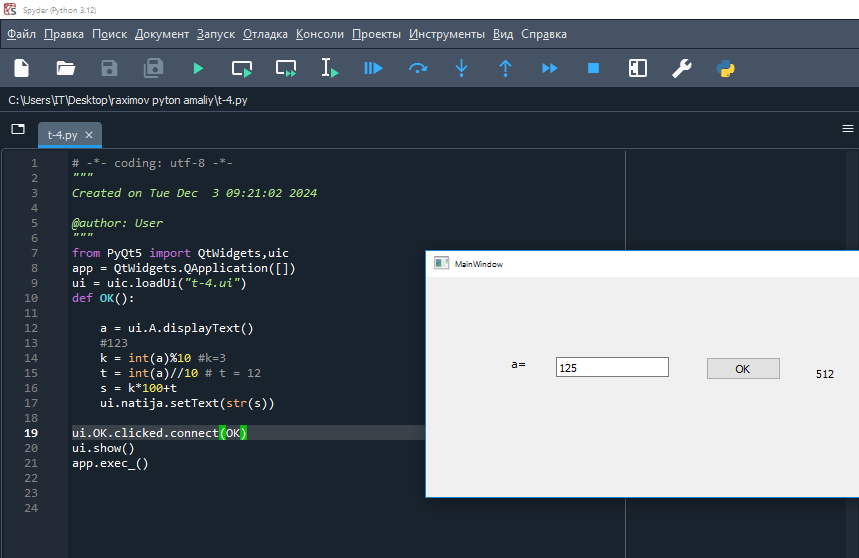 Spyder (Python 3.12)
Файл Правка Поиск Документ Запуск Отладка Консоли Проекты Инструменты Вид Справка
C:\Users\IT\Desktop\raximov pyton amaliy\t-4.py
t-4.py
1 # -*- coding: utf-8 -*-
2 """
3 Created on Tue Dec  3 09:21:02 2024
4
5 @author: User
6 """
7 from PyQt5 import QtWidgets,uic
8 app = QtWidgets.QApplication([])
9 ui = uic.loadUi("t-4.ui")
10 def OK():
11
12     a = ui.A.displayText()
13     #123
14     k = int(a)%10 #k=3
15     t = int(a)//10 # t = 12
16     s = k*100+t
17     ui.natija.setText(str(s))
18
19 ui.OK.clicked.connect(OK)
20 ui.show()
21 app.exec_()
22
23
24
MainWindow
a= 125 OK 512